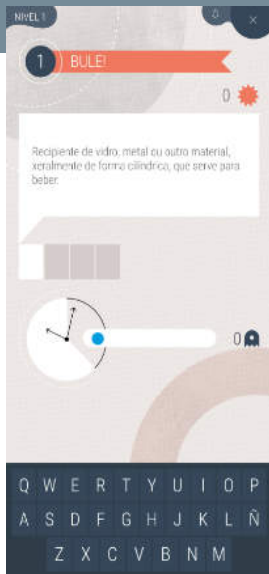 NIVEL 1
1 BULE!
0
Recipiente de vidro, metal ou outro material,
xeralmente de forma cilíndrica, que serve para
beber.
0
Q W E R T Y U I O P
A S D F G H J K L Ñ
Z X C V B N M